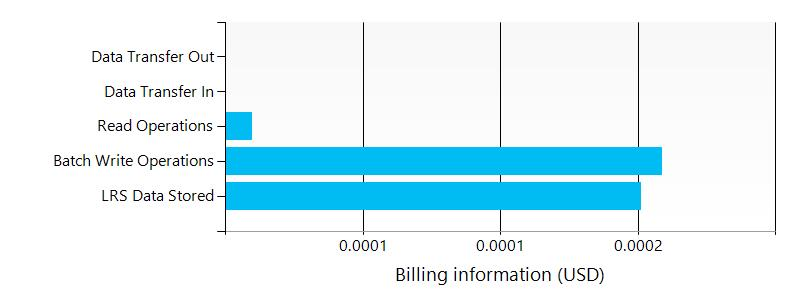 Data Transfer Out
Data Transfer In
Read Operations
Batch Write Operations
LRS Data Stored
0.0001
0.0001
0.0002
Billing information (USD)